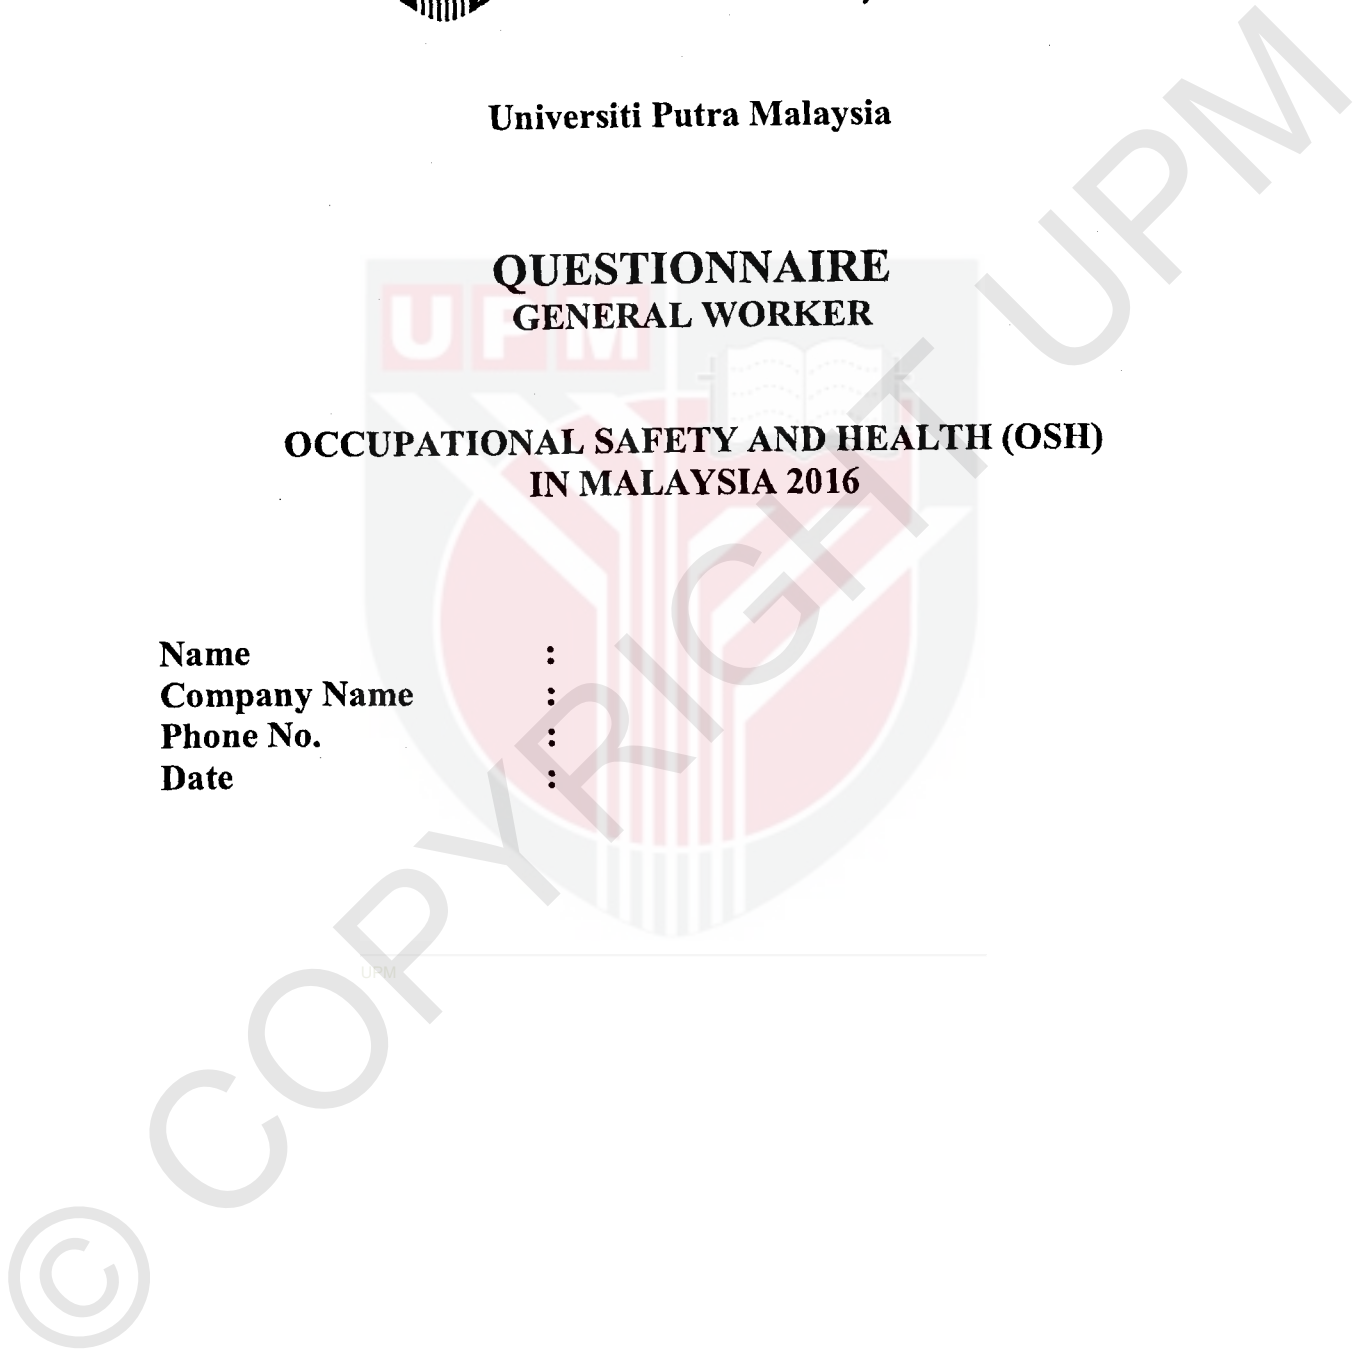 Universiti Putra Malaysia
QUESTIONNAIRE
GENERAL WORKER
UPM
OCCUPATIONAL SAFETY AND HEALTH (OSH)
IN MALAYSIA 2016
Name :
Company Name :
Phone No. :
Date :
UPM
© COPYRIGHT UPM